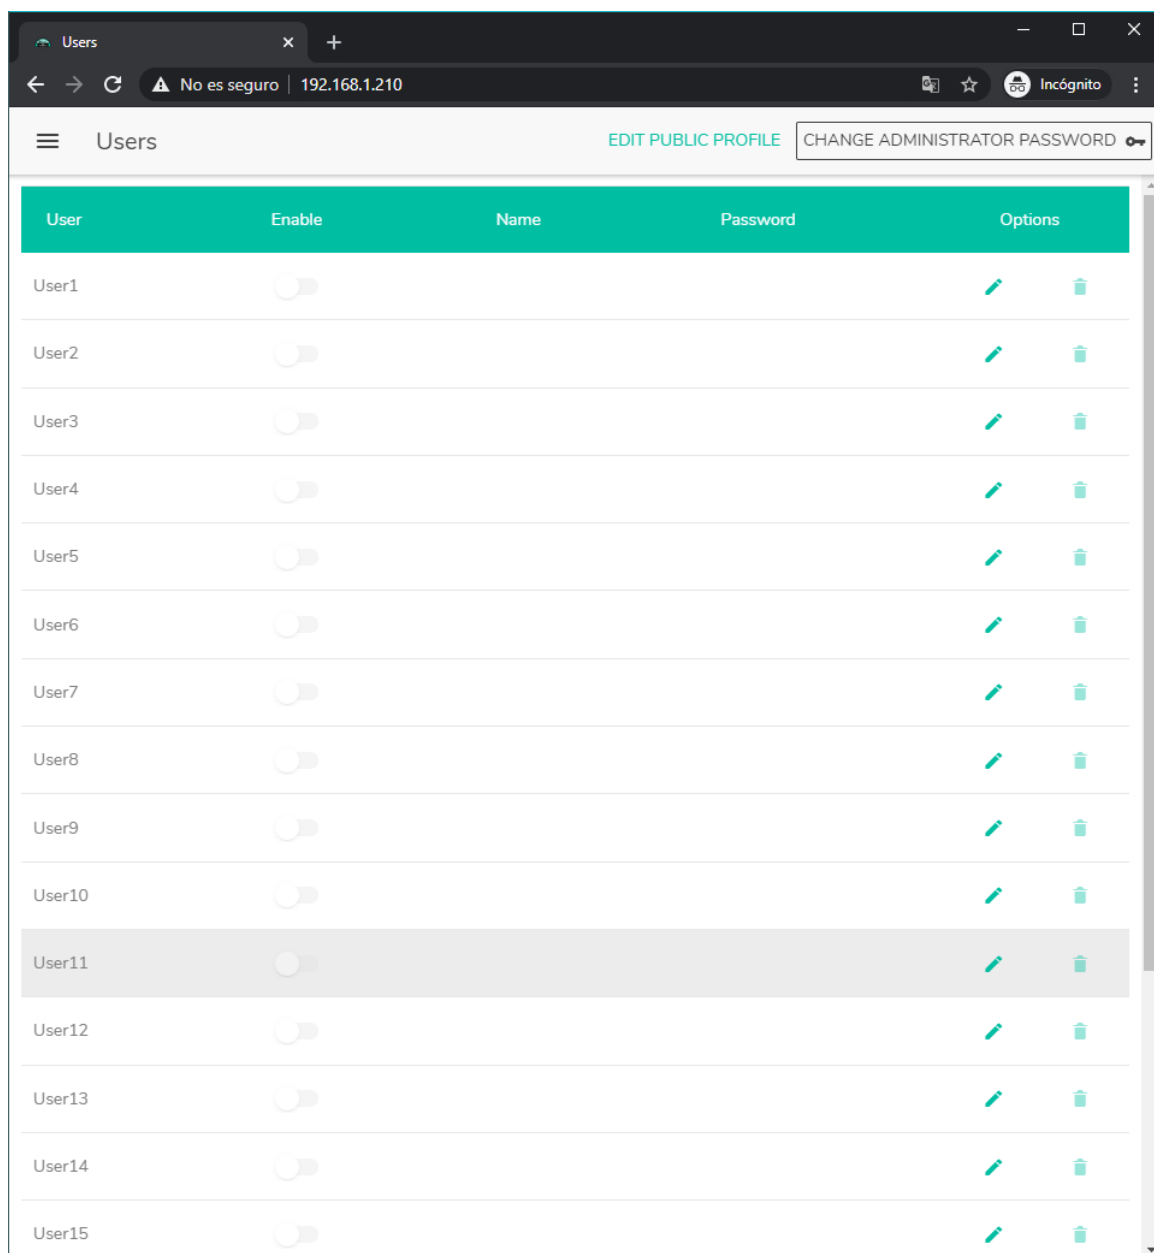 Users
No es seguro 192.168.1.210 Incógnito
Users EDIT PUBLIC PROFILE CHANGE ADMINISTRATOR PASSWORD
User Enable Name Password Options
User1
User2
User3
User4
User5
User6
User7
User8
User9
User10
User11
User12
User13
User14
User15